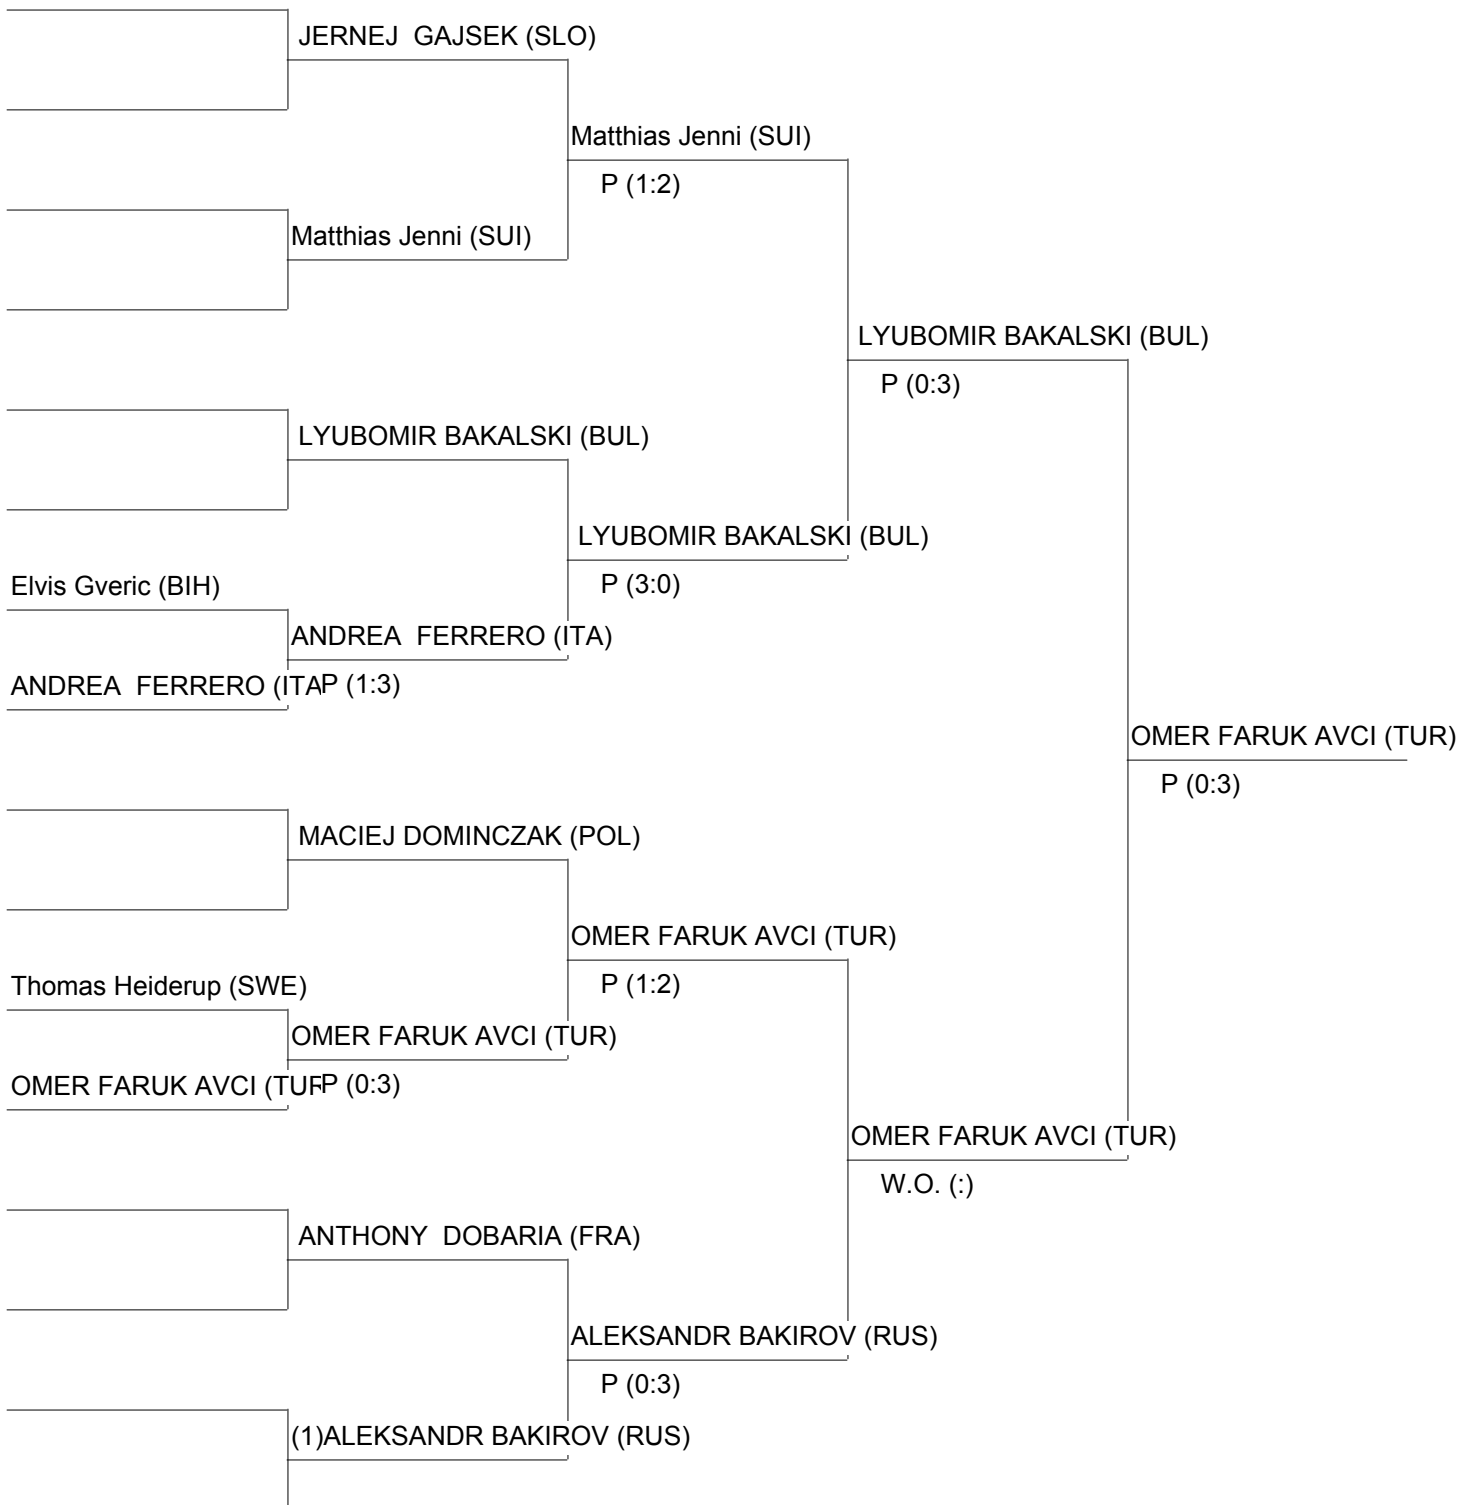 JERNEJ  GAJSEK (SLO)
Matthias Jenni (SUI)
P (1:2)
Matthias Jenni (SUI)
LYUBOMIR BAKALSKI (BUL)
P (0:3)
LYUBOMIR BAKALSKI (BUL)
LYUBOMIR BAKALSKI (BUL)
P (3:0)
Elvis Gveric (BIH)
ANDREA  FERRERO (ITA)
ANDREA  FERRERO (ITA
P (1:3)
OMER FARUK AVCI (TUR)
P (0:3)
MACIEJ DOMINCZAK (POL)
OMER FARUK AVCI (TUR)
P (1:2)
Thomas Heiderup (SWE)
OMER FARUK AVCI (TUR)
OMER FARUK AVCI (TUR
P (0:3)
OMER FARUK AVCI (TUR)
W.O. (:)
ANTHONY  DOBARIA (FRA)
ALEKSANDR BAKIROV (RUS)
P (0:3)
(1)ALEKSANDR BAKIROV (RUS)